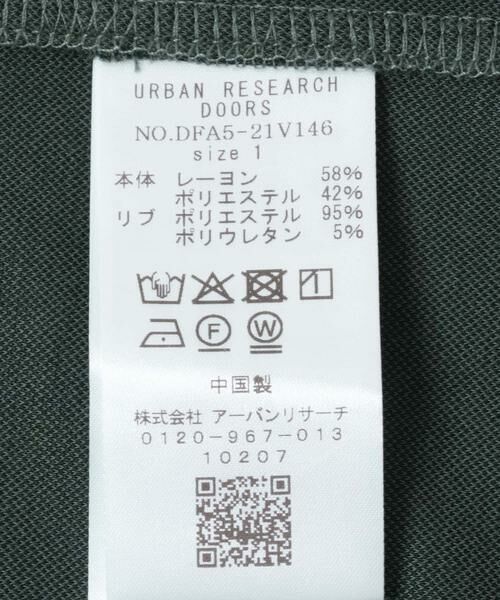 URBAN RESEARCH
DOORS
NO.DFA5-21V146
size 1
本体 レーヨン 58%
ポリエステル 42%
リブ ポリエステル 95%
ポリウレタン 5%
F W
中国製
株式会社 アーバンリサーチ
0120-967-013
10207